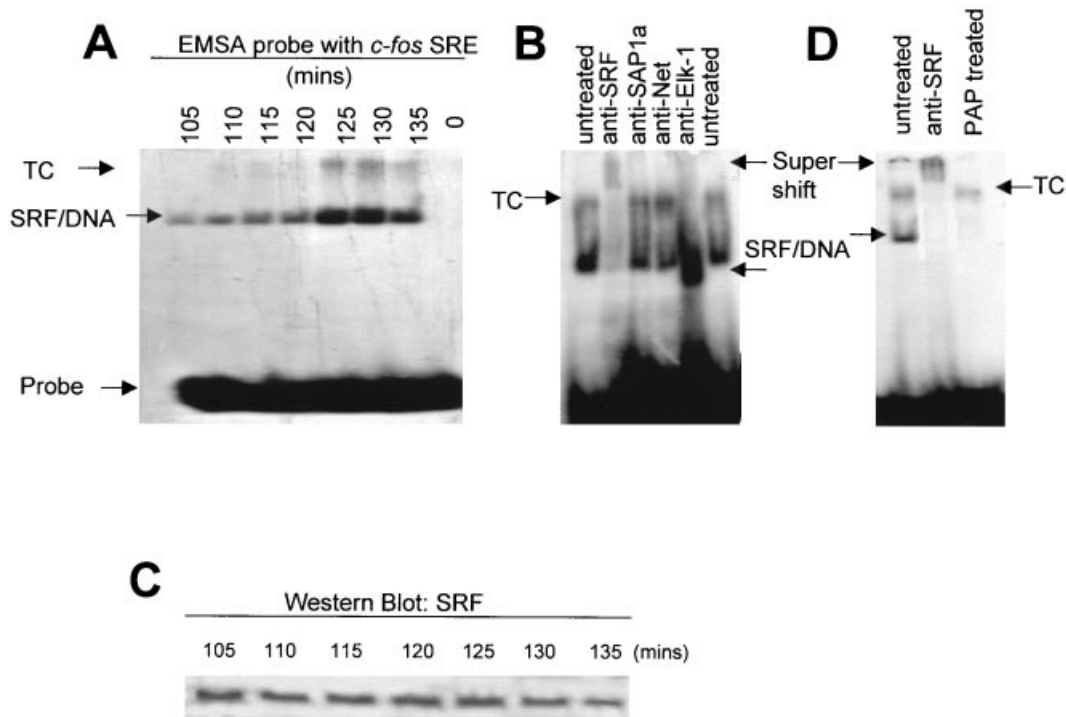 A
EMSA probe with c-fos SRE
(mins)
105 110 115 120 125 130 135 0
TC
SRF/DNA
Probe
B
untreated
anti-SRF
anti-SAP1a
anti-Net
anti-Elk-1
untreated
TC
Super
shift
SRF/DNA
D
untreated
anti-SRF
PAP treated
TC
C
Western Blot: SRF
105 110 115 120 125 130 135 (mins)